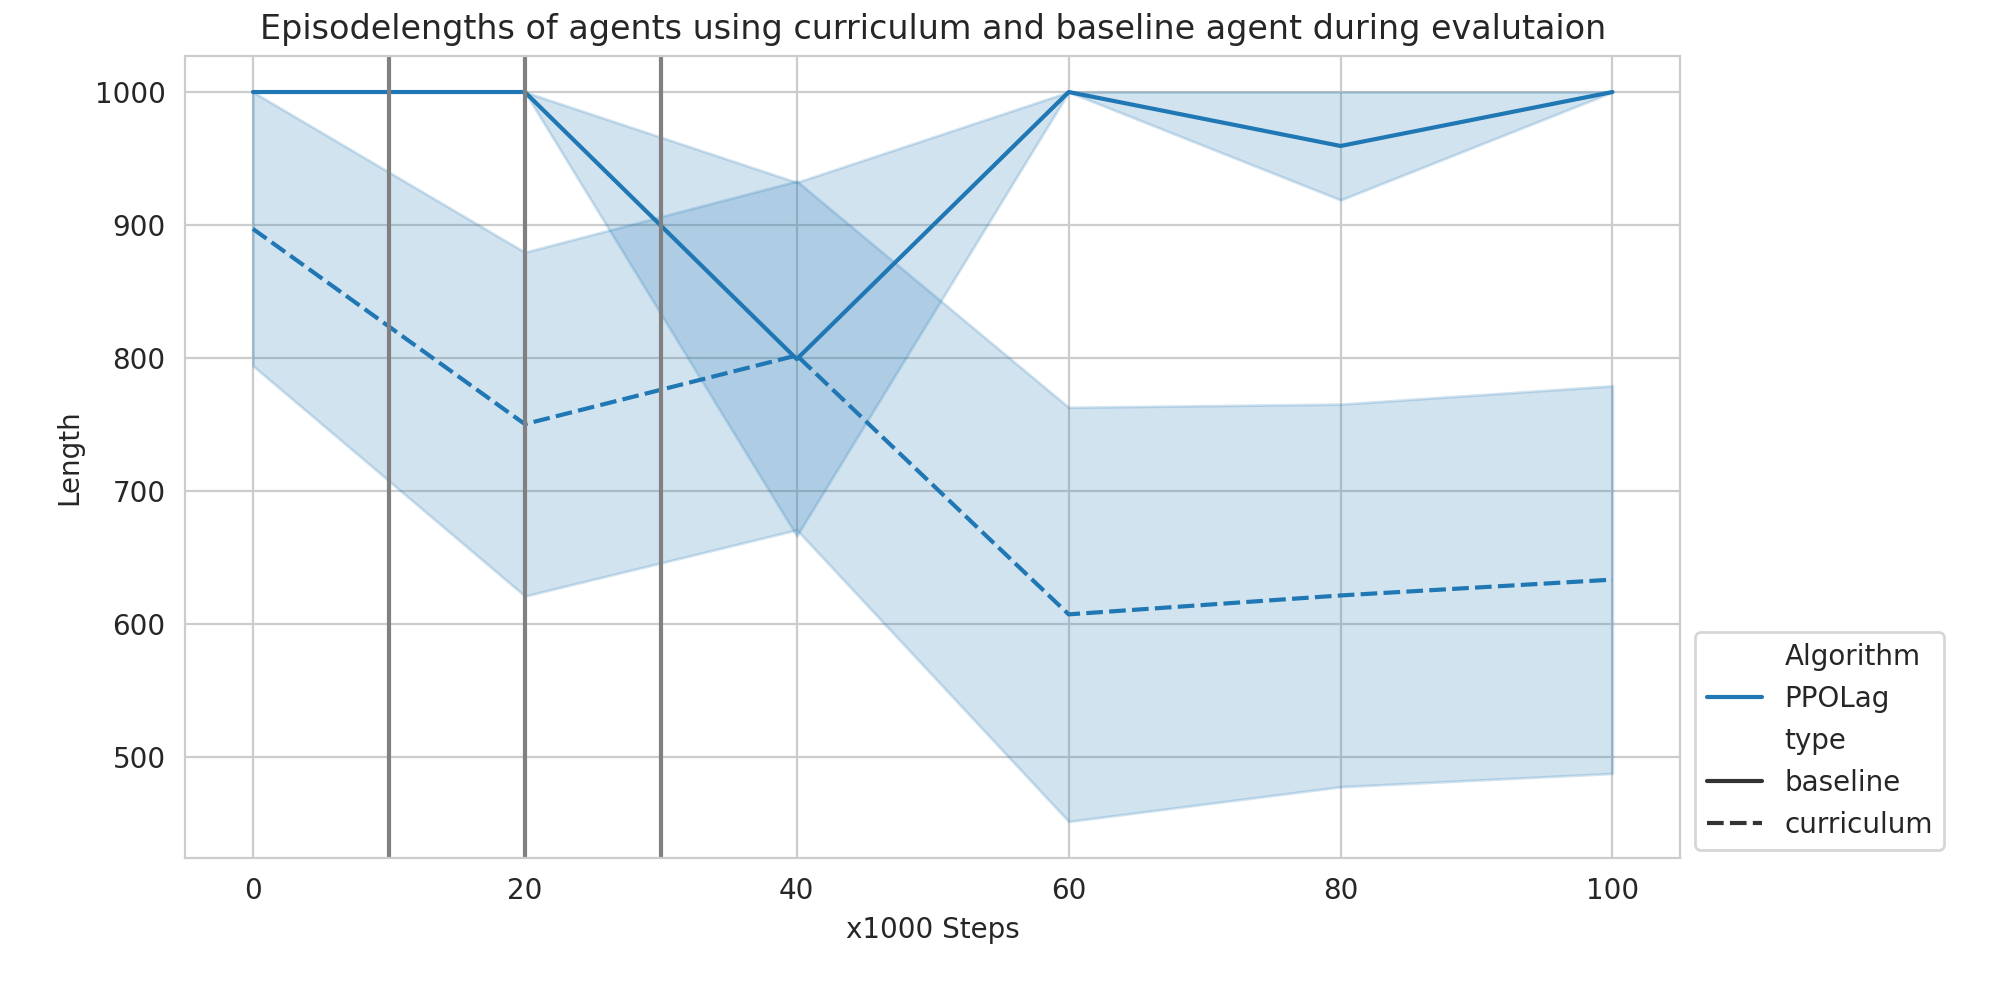 Episodelengths of agents using curriculum and baseline agent during evalutaion
1000
900
800
700
600
500
Length
0 20 40 60 80 100
x1000 Steps
Algorithm
PPOLag
type
baseline
curriculum